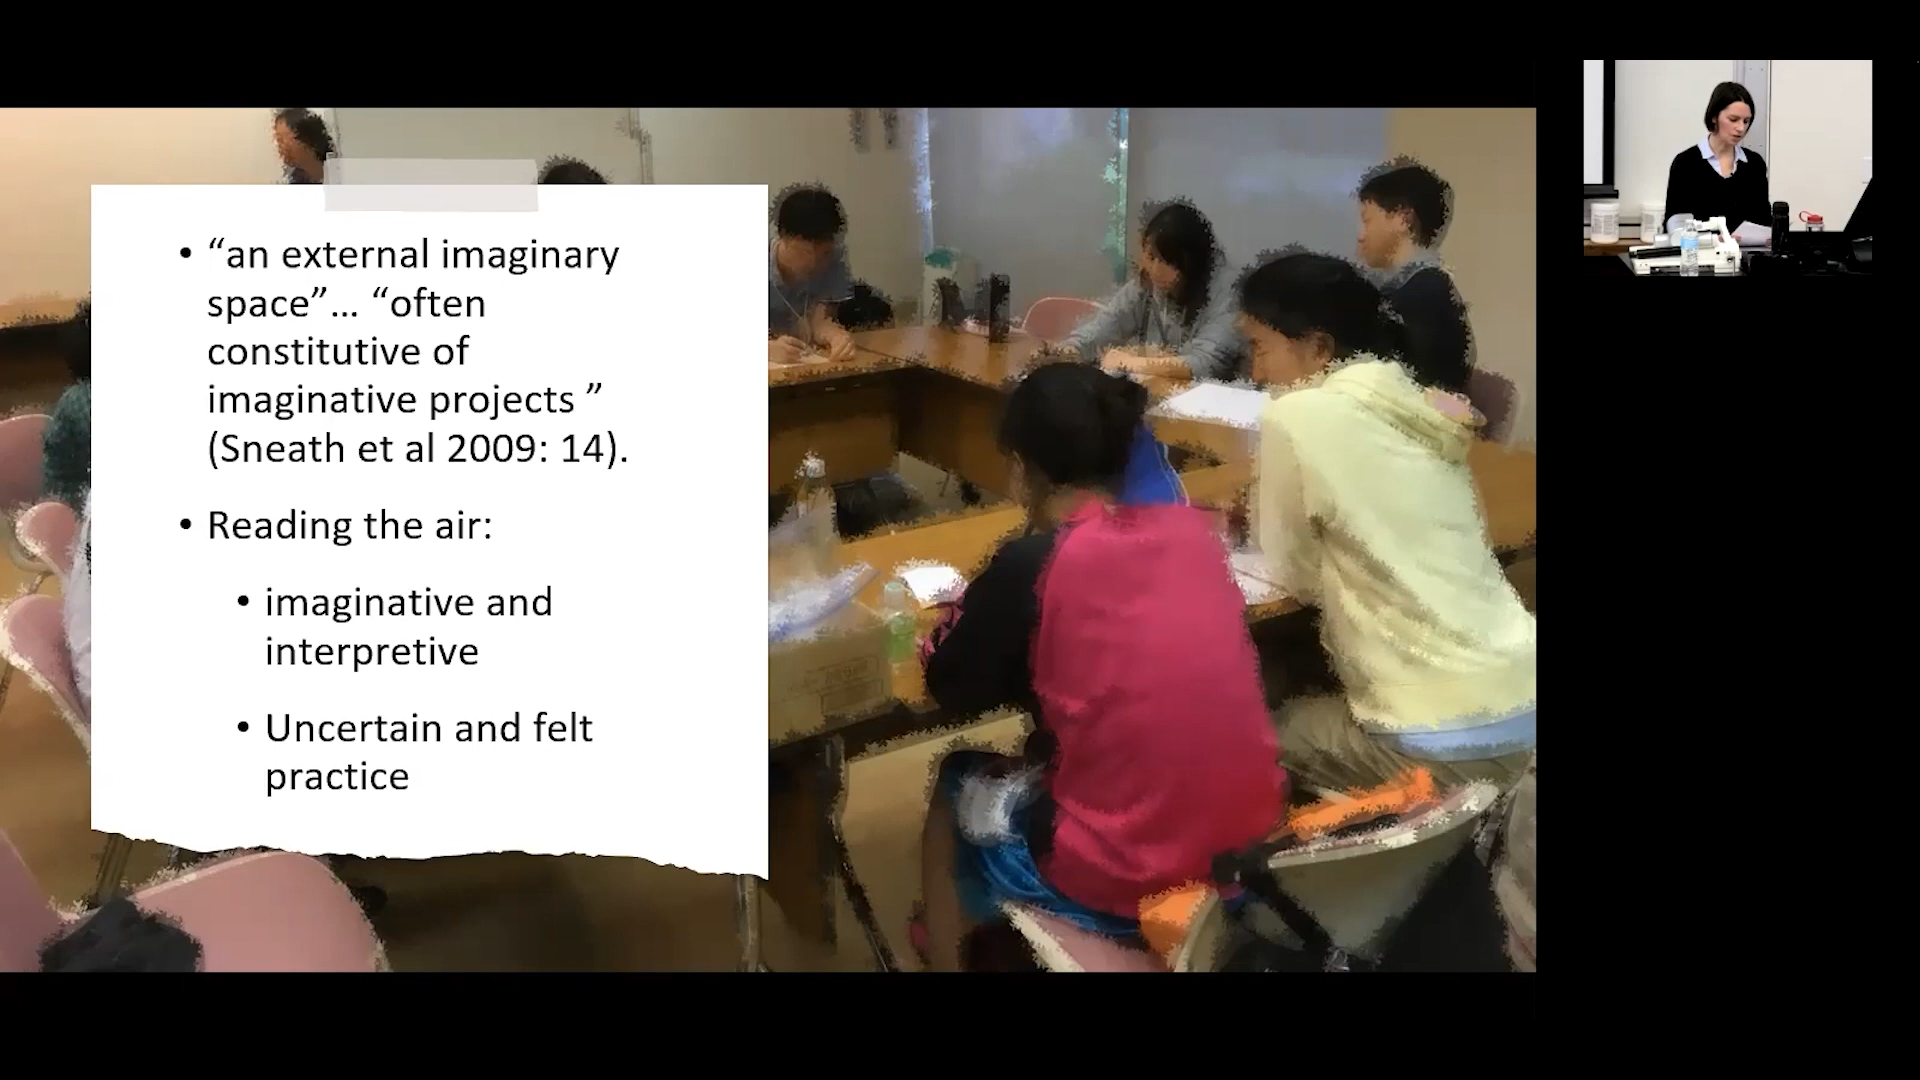 • “an external imaginary
space”... “often
constitutive of
imaginative projects ”
(Sneath et al 2009: 14).
• Reading the air:
• imaginative and
interpretive
• Uncertain and felt
practice